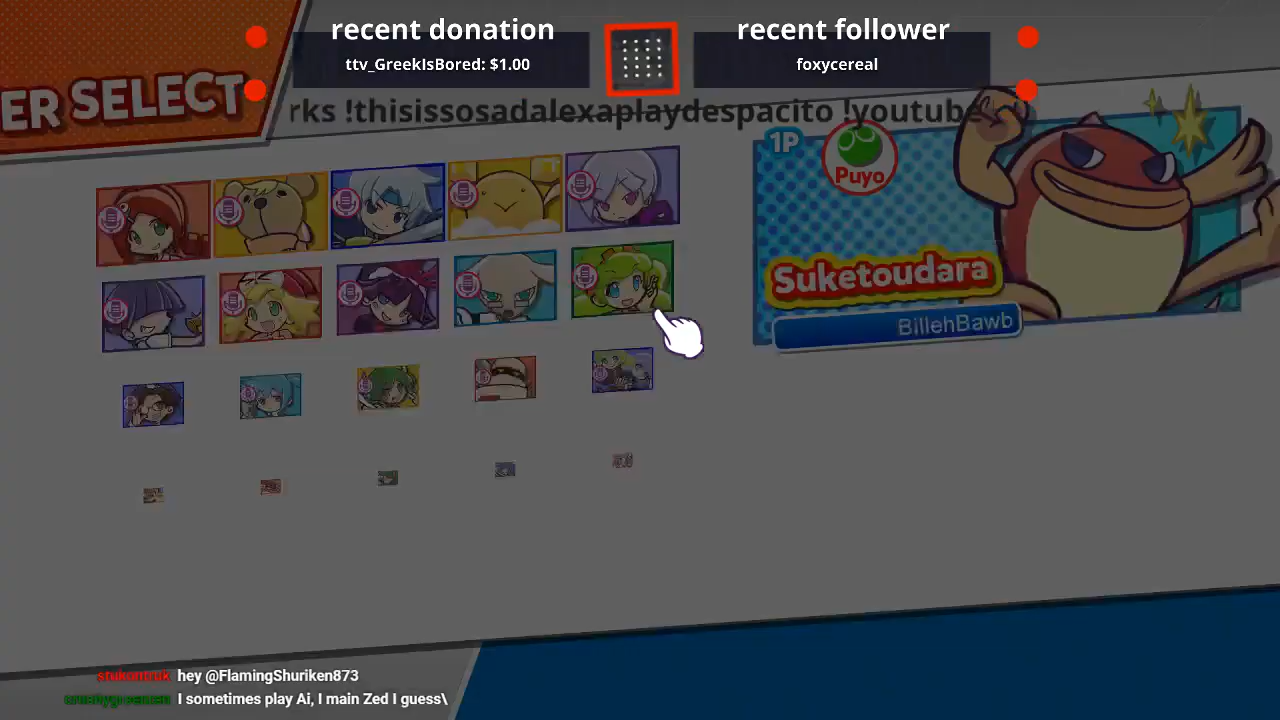 recent donation
ttv_GreekIsBored: $1.00
recent follower
foxycereal
ER SELECT
rks !thisissosadalexaplaydespacito !youtube
1P
Puyo
Suketoudara
BillehBawb
stukontruk hey @FlamingShuriken873
I sometimes play Ai, I main Zed I guess\